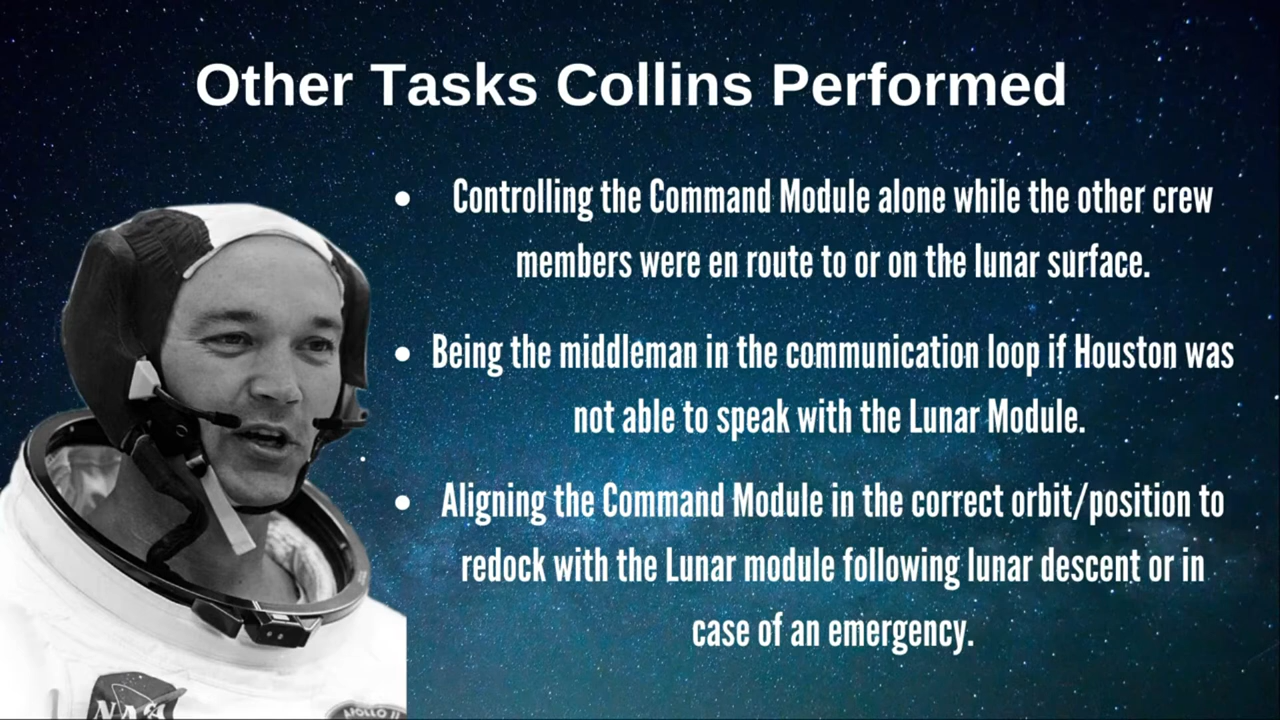 Other Tasks Collins Performed
• Controlling the Command Module alone while the other crew
members were en route to or on the lunar surface.
• Being the middleman in the communication loop if Houston was
not able to speak with the Lunar Module.
• Aligning the Command Module in the correct orbit/position to
redock with the Lunar module following lunar descent or in
case of an emergency.
NASA
APOLLO 11